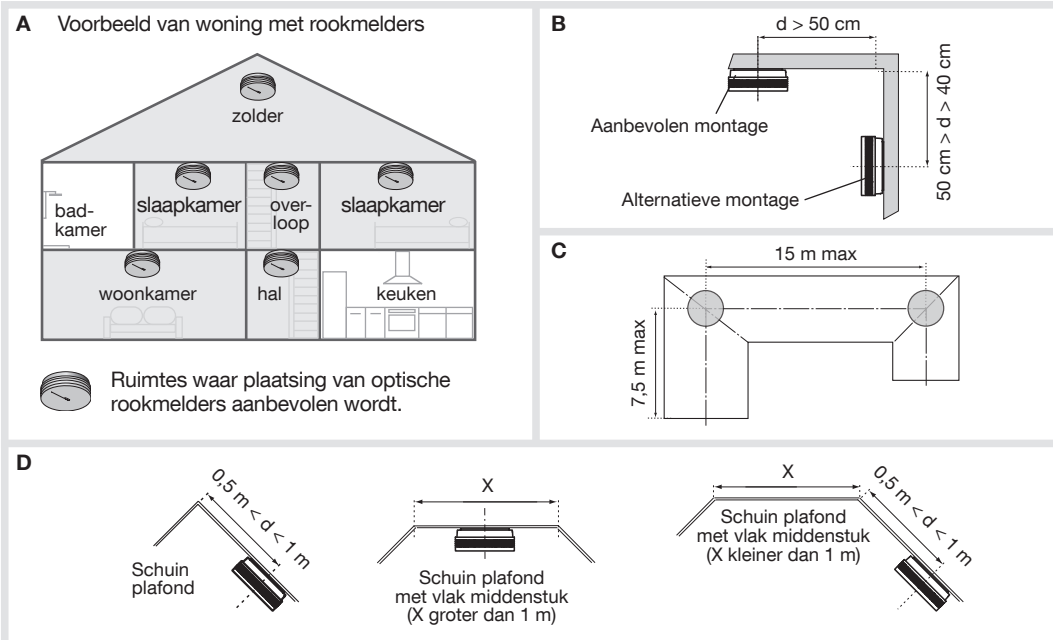 A Voorbeeld van woning met rookmelders
zolder
bad-
kamer
slaapkamer
over-
loop
slaapkamer
woonkamer
hal
keuken
Ruimtes waar plaatsing van optische
rookmelders aanbevolen wordt.
B
d > 50 cm
Aanbevolen montage
50 cm > d > 40 cm
Alternatieve montage
C
15 m max
7,5 m max
D
0,5 m < d < 1 m
Schuin
plafond
X
Schuin plafond
met vlak middenstuk
(X groter dan 1 m)
X
Schuin plafond
met vlak middenstuk
(X kleiner dan 1 m)
0,5 m < d < 1 m